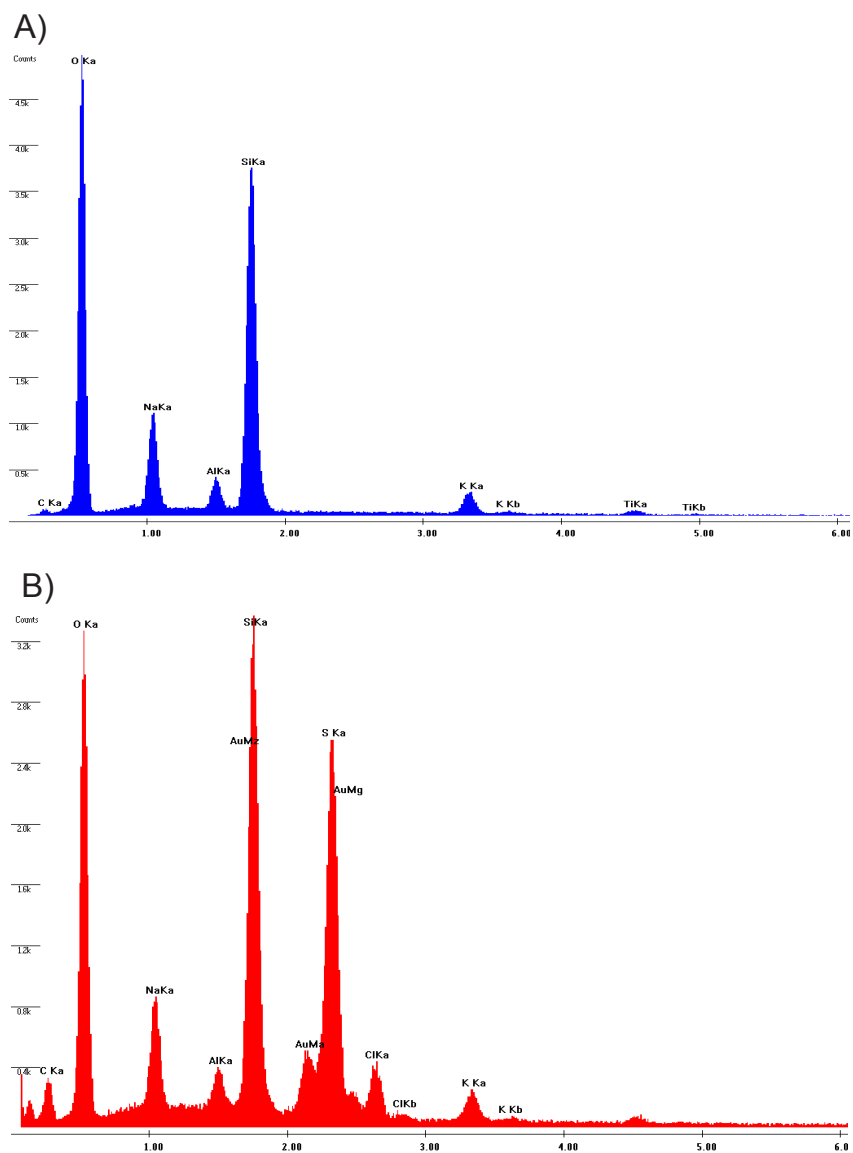 A)
Counts
O Ka
4.5k
4.0k
SiKa
3.5k
3.0k
2.5k
2.0k
1.5k
NaKa
1.0k
AlKa
0.5k
K Ka
C Ka
K Kb
TiKa
TiKb
1.00 2.00 3.00 4.00 5.00 6.00
B)
Counts
O Ka
SiKa
3.2k
2.8k
S Ka
AuMz
2.4k
AuMg
2.0k
1.6k
1.2k
NaKa
0.8k
AuMa
ClKa
AlKa
0.4k
C Ka
K Ka
ClKb
K Kb
1.00 2.00 3.00 4.00 5.00 6.0